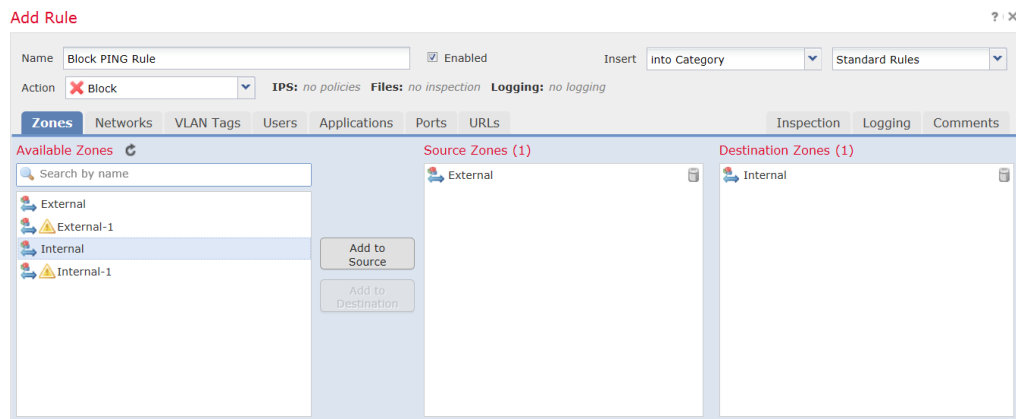 Add Rule ? X
Name Block PING Rule Enabled Insert into Category Standard Rules
Action Block IPS: no policies Files: no inspection Logging: no logging
Zones Networks VLAN Tags Users Applications Ports URLs Inspection Logging Comments
Available Zones Source Zones (1) Destination Zones (1)
Search by name External Internal
External
External-1
Internal
Internal-1
Add to
Source
Add to
Destination